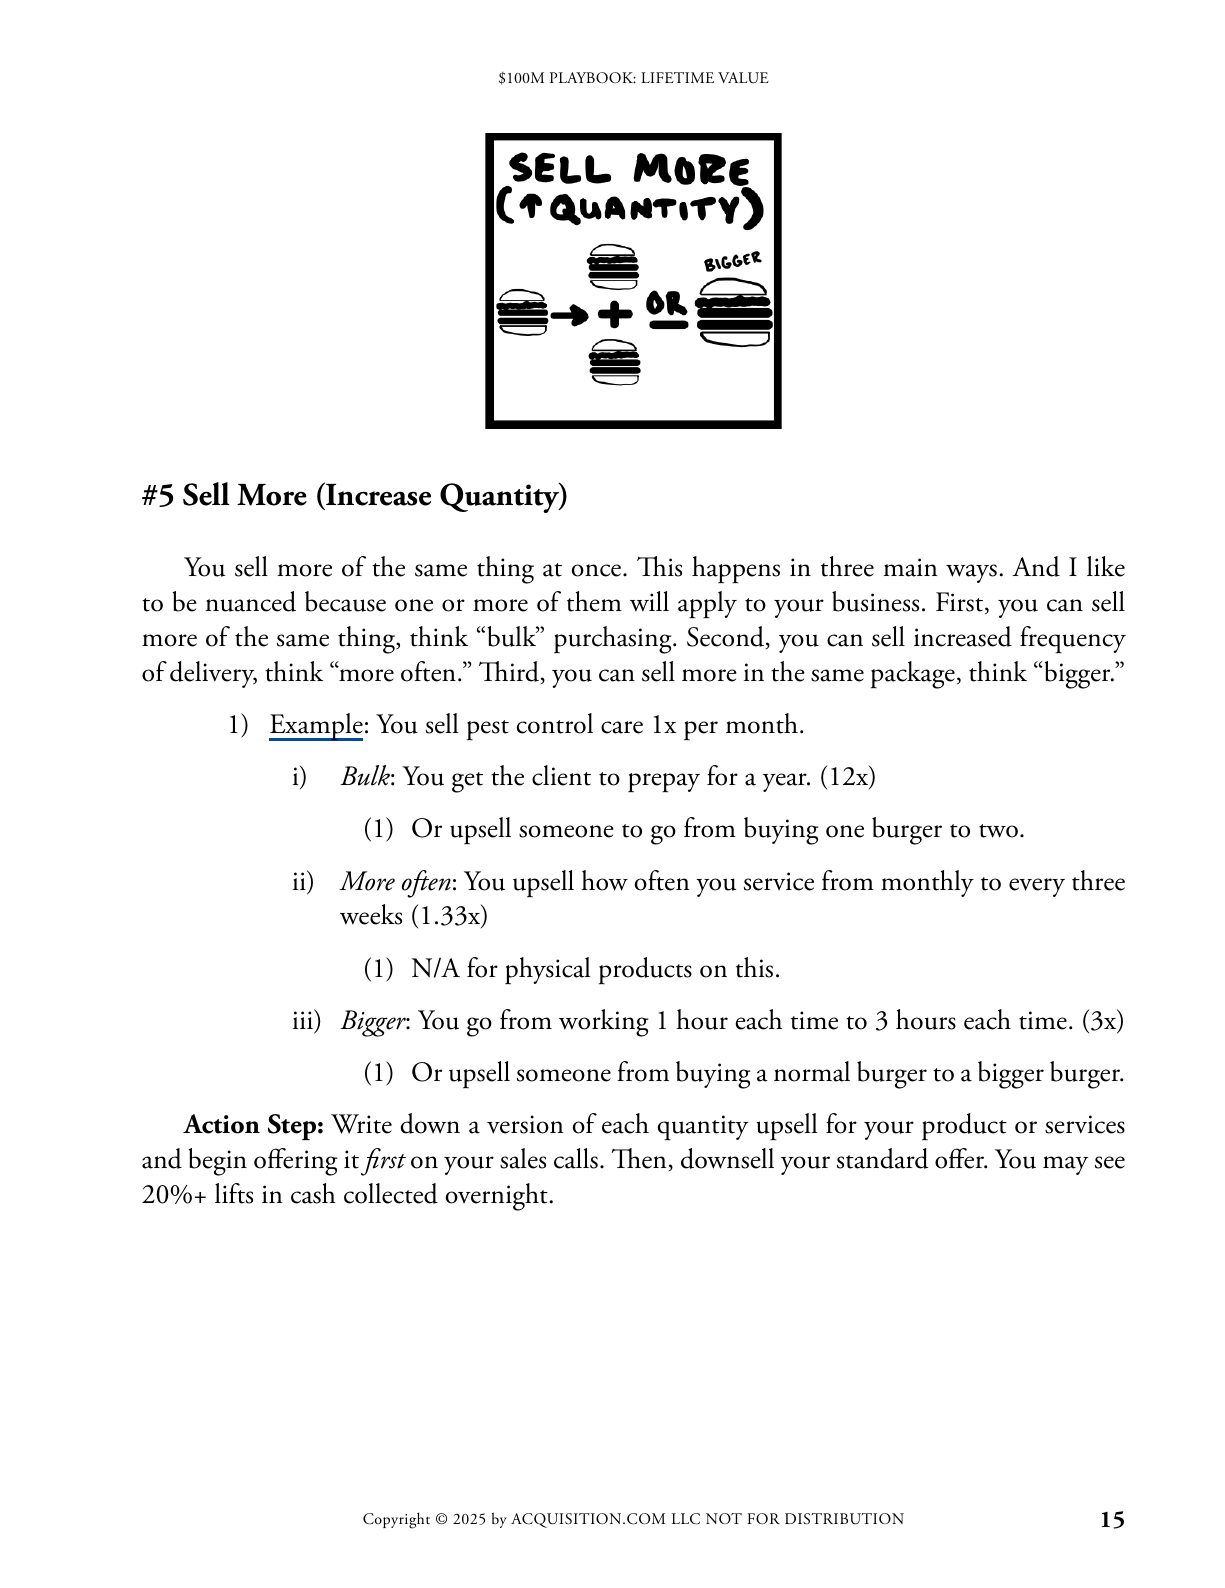 $100M PLAYBOOK: LIFETIME VALUE
SELL MORE
(↑QUANTITY)
BIGGER
→ + OR
#5 Sell More (Increase Quantity)
You sell more of the same thing at once. This happens in three main ways. And I like
to be nuanced because one or more of them will apply to your business. First, you can sell
more of the same thing, think “bulk” purchasing. Second, you can sell increased frequency
of delivery, think “more often.” Third, you can sell more in the same package, think “bigger.”
1) Example: You sell pest control care 1x per month.
i) Bulk: You get the client to prepay for a year. (12x)
(1) Or upsell someone to go from buying one burger to two.
ii) More often: You upsell how often you service from monthly to every three
weeks (1.33x)
(1) N/A for physical products on this.
iii) Bigger: You go from working 1 hour each time to 3 hours each time. (3x)
(1) Or upsell someone from buying a normal burger to a bigger burger.
Action Step: Write down a version of each quantity upsell for your product or services
and begin offering it first on your sales calls. Then, downsell your standard offer. You may see
20%+ lifts in cash collected overnight.
Copyright © 2025 by ACQUISITION.COM LLC NOT FOR DISTRIBUTION
15